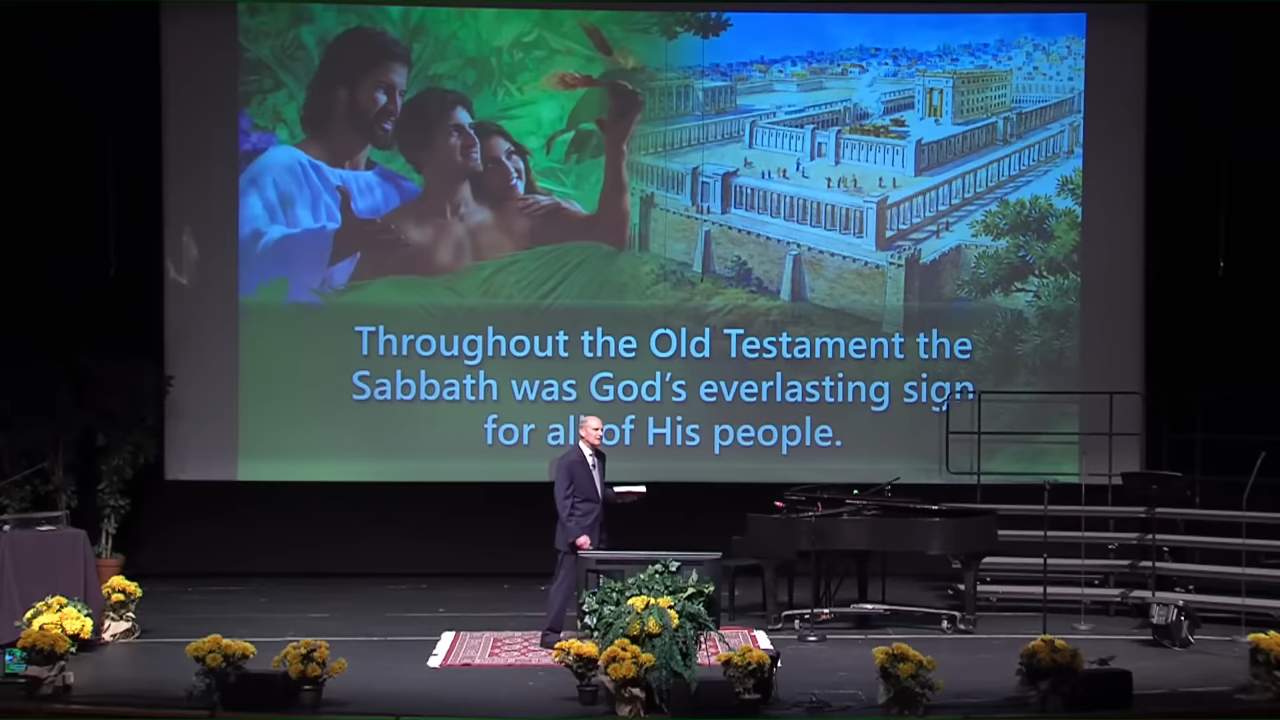 Throughout the Old Testament the
Sabbath was God's everlasting sign
for all of His people.